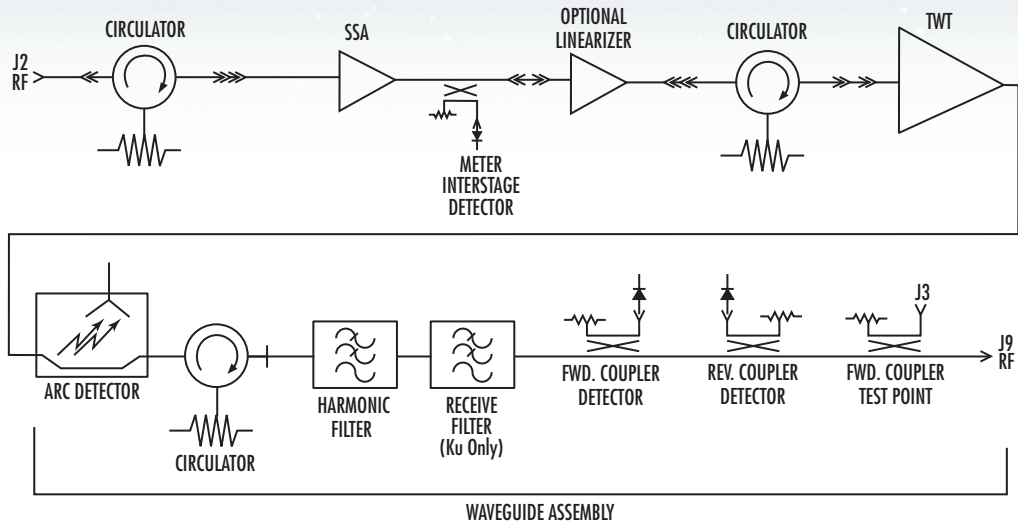 CIRCULATOR
SSA
OPTIONAL
LINEARIZER
CIRCULATOR
TWT
J2
RF
METER
INTERSTAGE
DETECTOR
J3
J9
RF
ARC DETECTOR
CIRCULATOR
HARMONIC
FILTER
RECEIVE
FILTER
(Ku Only)
FWD. COUPLER
DETECTOR
REV. COUPLER
DETECTOR
FWD. COUPLER
TEST POINT
WAVEGUIDE ASSEMBLY